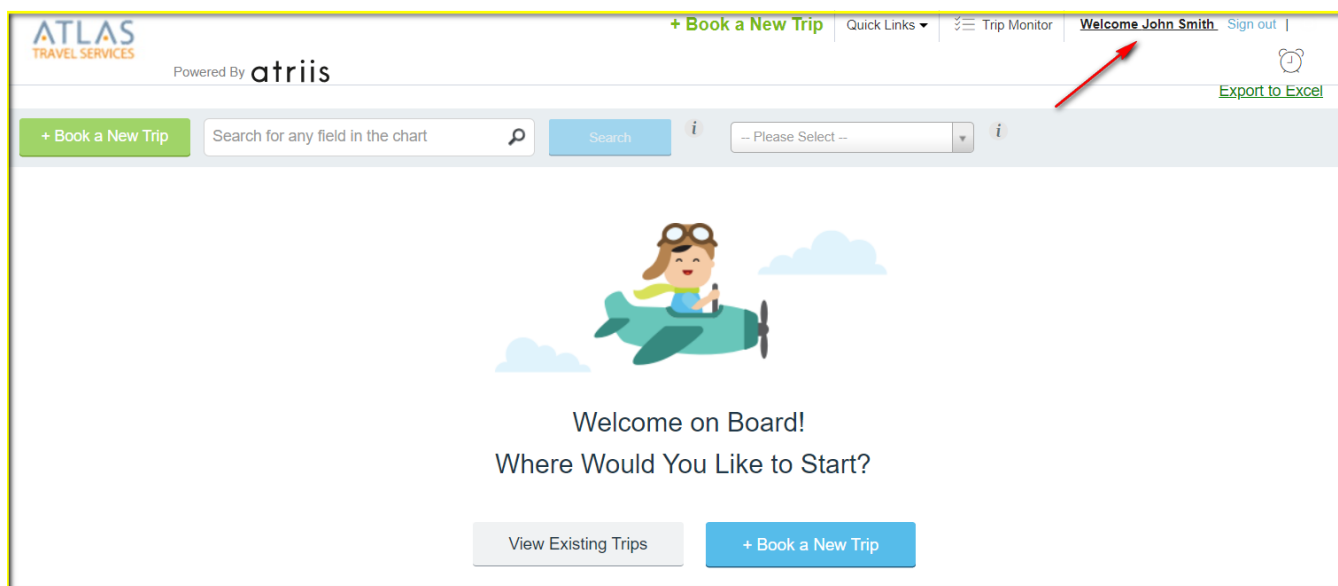 ATLAS
TRAVEL SERVICES
Powered By atriis
+ Book a New Trip
Quick Links
Trip Monitor
Welcome John Smith
Sign out |
Export to Excel
+ Book a New Trip
Search for any field in the chart
Search
i
-- Please Select --
i
Welcome on Board!
Where Would You Like to Start?
View Existing Trips
+ Book a New Trip